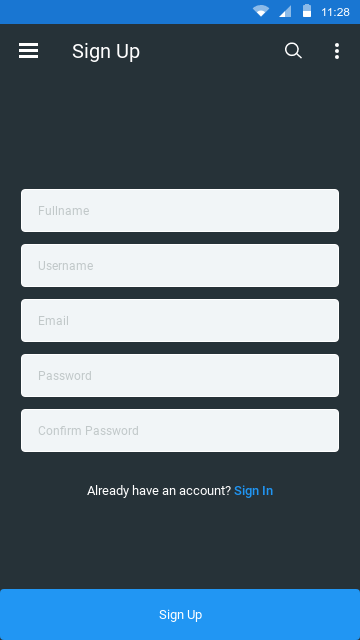 11:28
Sign Up
Fullname
Username
Email
Password
Confirm Password
Already have an account? Sign In
Sign Up